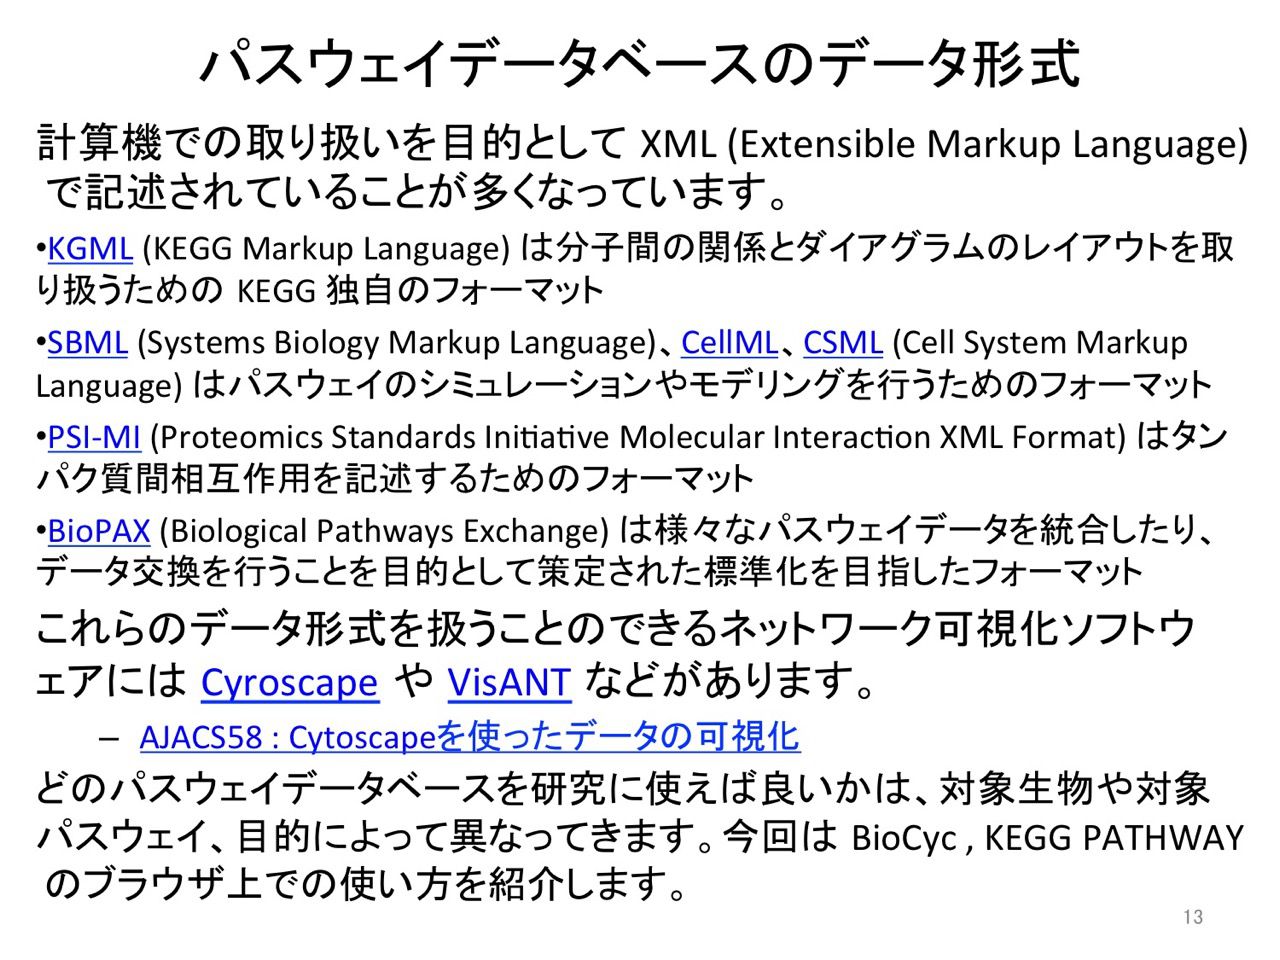 パスウェイデータベースのデータ形式
計算機での取り扱いを目的として XML (Extensible Markup Language)
で記述されていることが多くなっています。
•KGML (KEGG Markup Language) は分子間の関係とダイアグラムのレイアウトを取
り扱うための KEGG 独自のフォーマット
•SBML (Systems Biology Markup Language)、CellML、CSML (Cell System Markup
Language) はパスウェイのシミュレーションやモデリングを行うためのフォーマット
•PSI-MI (Proteomics Standards Initiative Molecular Interaction XML Format) はタン
パク質間相互作用を記述するためのフォーマット
•BioPAX (Biological Pathways Exchange) は様々なパスウェイデータを統合したり、
データ交換を行うことを目的として策定された標準化を目指したフォーマット
これらのデータ形式を扱うことのできるネットワーク可視化ソフトウ
ェアには Cyroscape や VisANT などがあります。
– AJACS58 : Cytoscapeを使ったデータの可視化
どのパスウェイデータベースを研究に使えば良いかは、対象生物や対象
パスウェイ、目的によって異なってきます。今回は BioCyc , KEGG PATHWAY
のブラウザ上での使い方を紹介します。
13